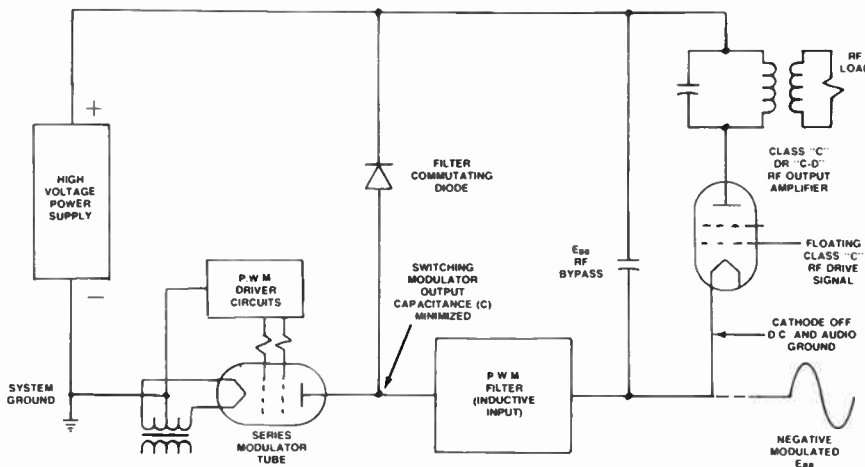 +
HIGH
VOLTAGE
POWER
SUPPLY
−
FILTER
COMMUTATING
DIODE
RF
LOAD
CLASS "C"
OR "C-D"
RF OUTPUT
AMPLIFIER
E_BB
RF
BYPASS
FLOATING
CLASS "C"
RF DRIVE
SIGNAL
P.W.M
DRIVER
CIRCUITS
SWITCHING
MODULATOR
OUTPUT
CAPACITANCE (C)
MINIMIZED
CATHODE OFF
D.C. AND AUDIO
GROUND
SYSTEM
GROUND
P.W.M
FILTER
(INDUCTIVE
INPUT)
SERIES
MODULATOR
TUBE
NEGATIVE
MODULATED
E_BB